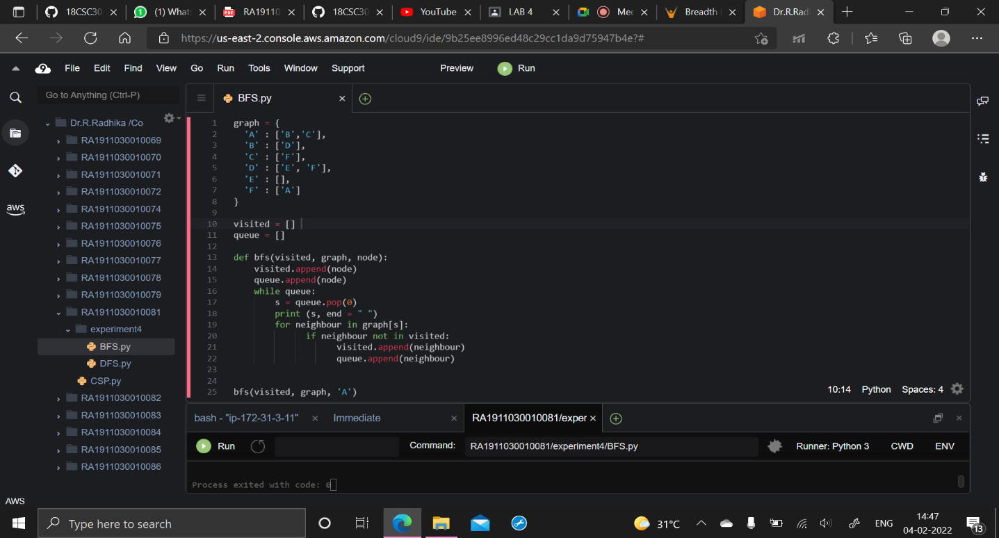 18CSC30
(1) What
RA19110
18CSC30
YouTube
LAB 4
Mee
Breadth
Dr.R.Radl
https://us-east-2.console.aws.amazon.com/cloud9/ide/9b25ee8996ed48c29cc1da9d75947b4e?#
9 File Edit Find View Go Run Tools Window Support Preview Run
Go to Anything (Ctrl-P)
BFS.py
Dr.R.Radhika /Co
RA1911030010069
RA1911030010070
RA1911030010071
RA1911030010072
RA1911030010074
RA1911030010075
RA1911030010076
RA1911030010077
RA1911030010078
RA1911030010079
RA1911030010081
experiment4
BFS.py
DFS.py
CSP.py
RA1911030010082
RA1911030010083
RA1911030010084
RA1911030010085
RA1911030010086
aws
AWS
1 graph = {
2 'A' : ['B','C'],
3 'B' : ['D'],
4 'C' : ['F'],
5 'D' : ['E', 'F'],
6 'E' : [],
7 'F' : ['A']
8 }
9
10 visited = []
11 queue = []
12
13 def bfs(visited, graph, node):
14 visited.append(node)
15 queue.append(node)
16 while queue:
17 s = queue.pop(0)
18 print (s, end = " ")
19 for neighbour in graph[s]:
20 if neighbour not in visited:
21 visited.append(neighbour)
22 queue.append(neighbour)
23
24
25 bfs(visited, graph, 'A')
10:14 Python Spaces: 4
bash - "ip-172-31-3-11" Immediate RA1911030010081/exper
Run Command: RA1911030010081/experiment4/BFS.py Runner: Python 3 CWD ENV
Process exited with code: 0
Type here to search
31°C
ENG
14:47
04-02-2022
13